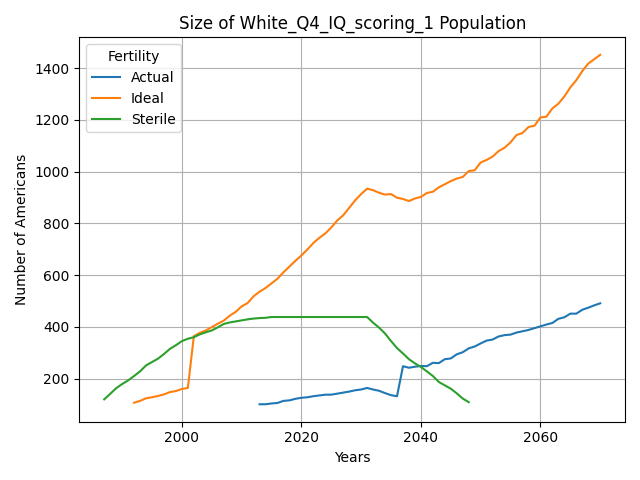 Size of White_Q4_IQ_scoring_1 Population
Fertility
Actual
Ideal
Sterile
Number of Americans
1400
1200
1000
800
600
400
200
2000
2020
2040
2060
Years